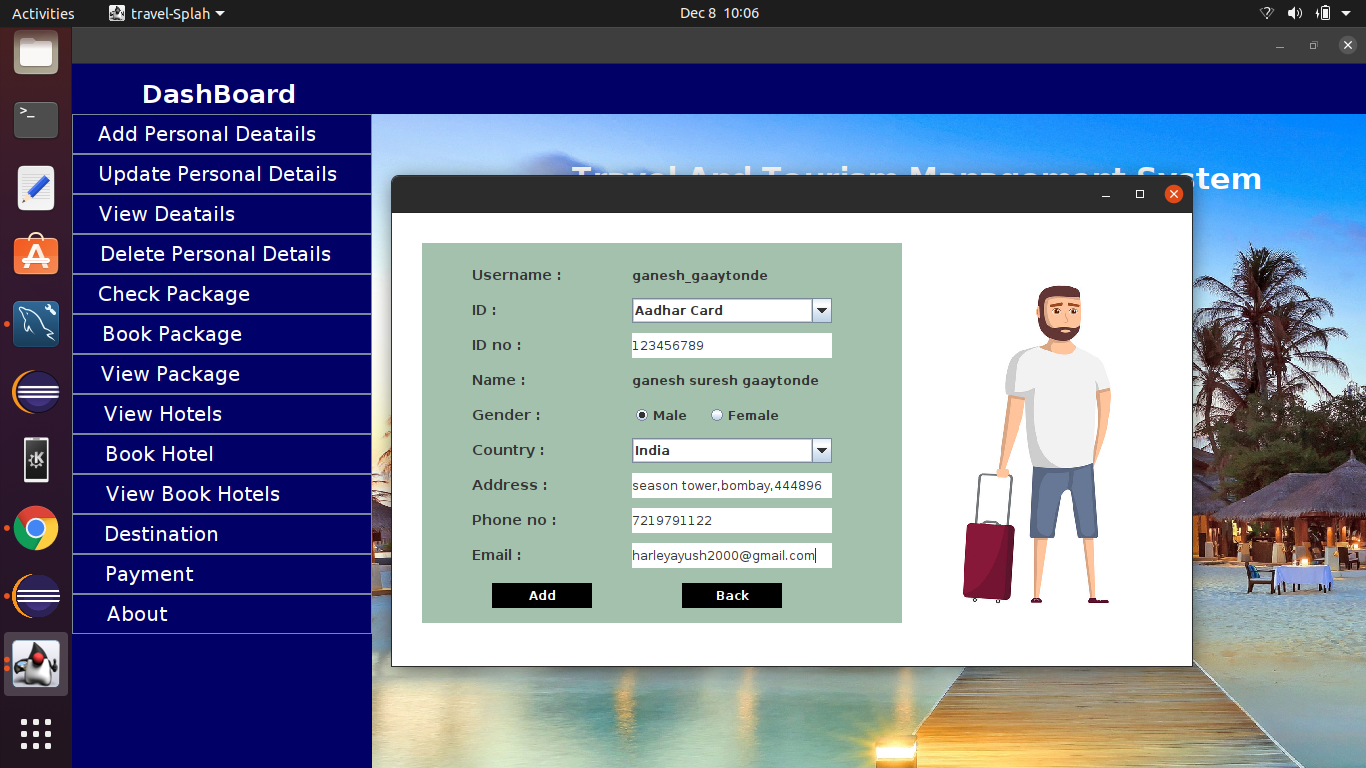 Activities travel-Splah Dec 8 10:06
DashBoard
Add Personal Deatails
Update Personal Details
View Deatails
Delete Personal Details
Check Package
Book Package
View Package
View Hotels
Book Hotel
View Book Hotels
Destination
Payment
About
Travel And Tourism Management System
Username : ganesh_gaaytonde
ID : Aadhar Card
ID no : 123456789
Name : ganesh suresh gaaytonde
Gender : Male Female
Country : India
Address : season tower,bombay,444896
Phone no : 7219791122
Email : harleyayush2000@gmail.com
Add Back